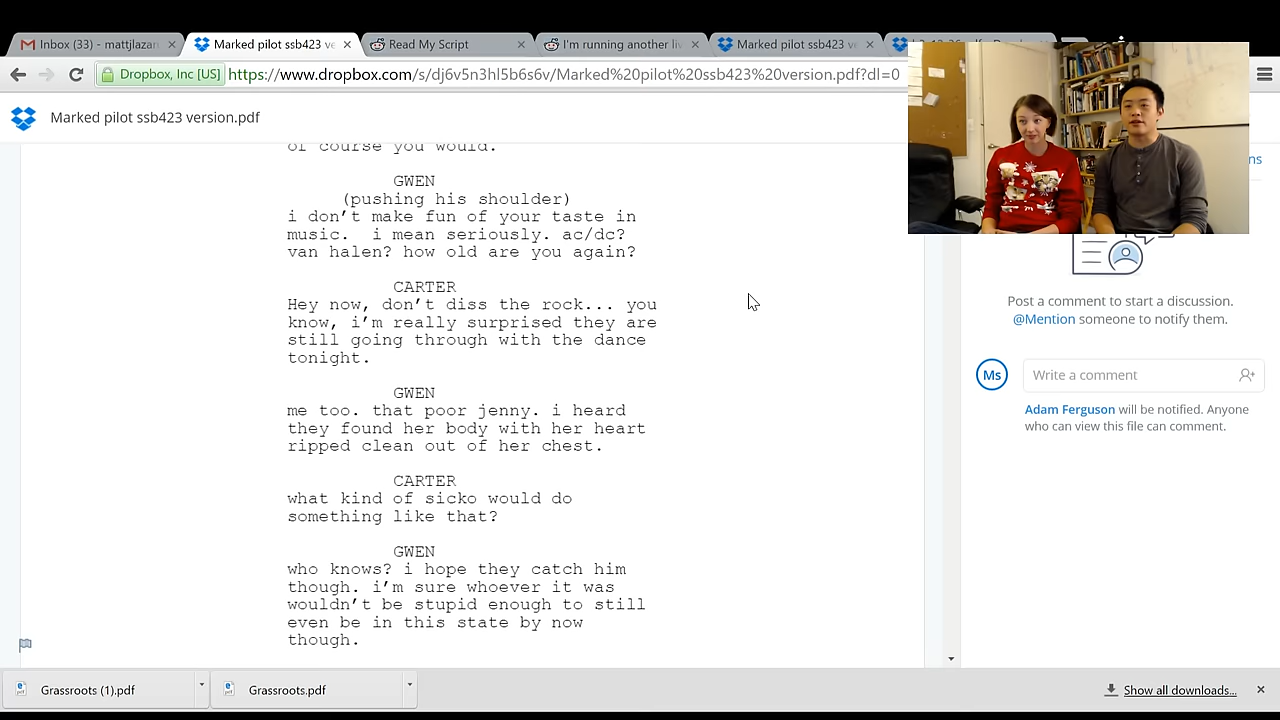 Inbox (33) - mattjlazar
Marked pilot ssb423 ve
Read My Script
I'm running another liv
Marked pilot ssb423 ve
Dropbox, Inc [US]
https://www.dropbox.com/s/dj6v5n3hl5b6s6v/Marked%20pilot%20ssb423%20version.pdf?dl=0
Marked pilot ssb423 version.pdf
ns
of course you would.
GWEN
(pushing his shoulder)
i don't make fun of your taste in
music. i mean seriously. ac/dc?
van halen? how old are you again?
CARTER
Hey now, don't diss the rock... you
know, i'm really surprised they are
still going through with the dance
tonight.
GWEN
me too. that poor jenny. i heard
they found her body with her heart
ripped clean out of her chest.
CARTER
what kind of sicko would do
something like that?
GWEN
who knows? i hope they catch him
though. i'm sure whoever it was
wouldn't be stupid enough to still
even be in this state by now
though.
Post a comment to start a discussion.
@Mention someone to notify them.
Ms
Write a comment
Adam Ferguson will be notified. Anyone
who can view this file can comment.
Grassroots (1).pdf
Grassroots.pdf
Show all downloads...